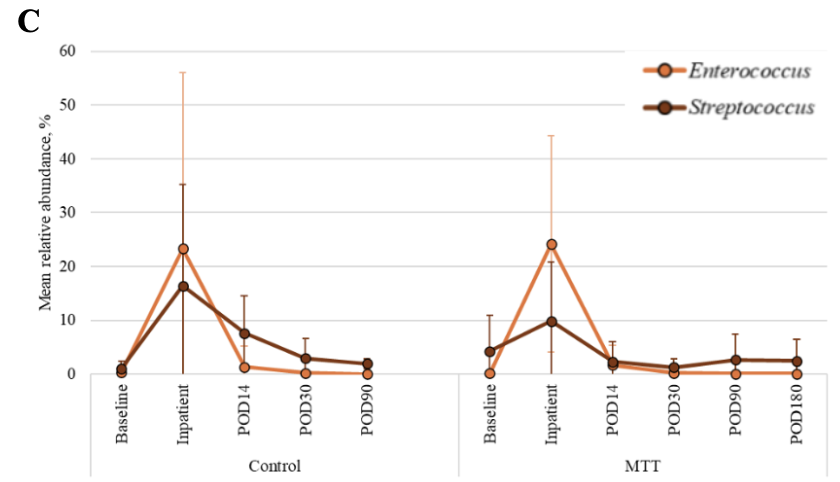 C
Enterococcus
Streptococcus
Mean relative abundance, %
60
50
40
30
20
10
0
Baseline
Inpatient
POD14
POD30
POD90
Baseline
Inpatient
POD14
POD30
POD90
POD180
Control
MTT